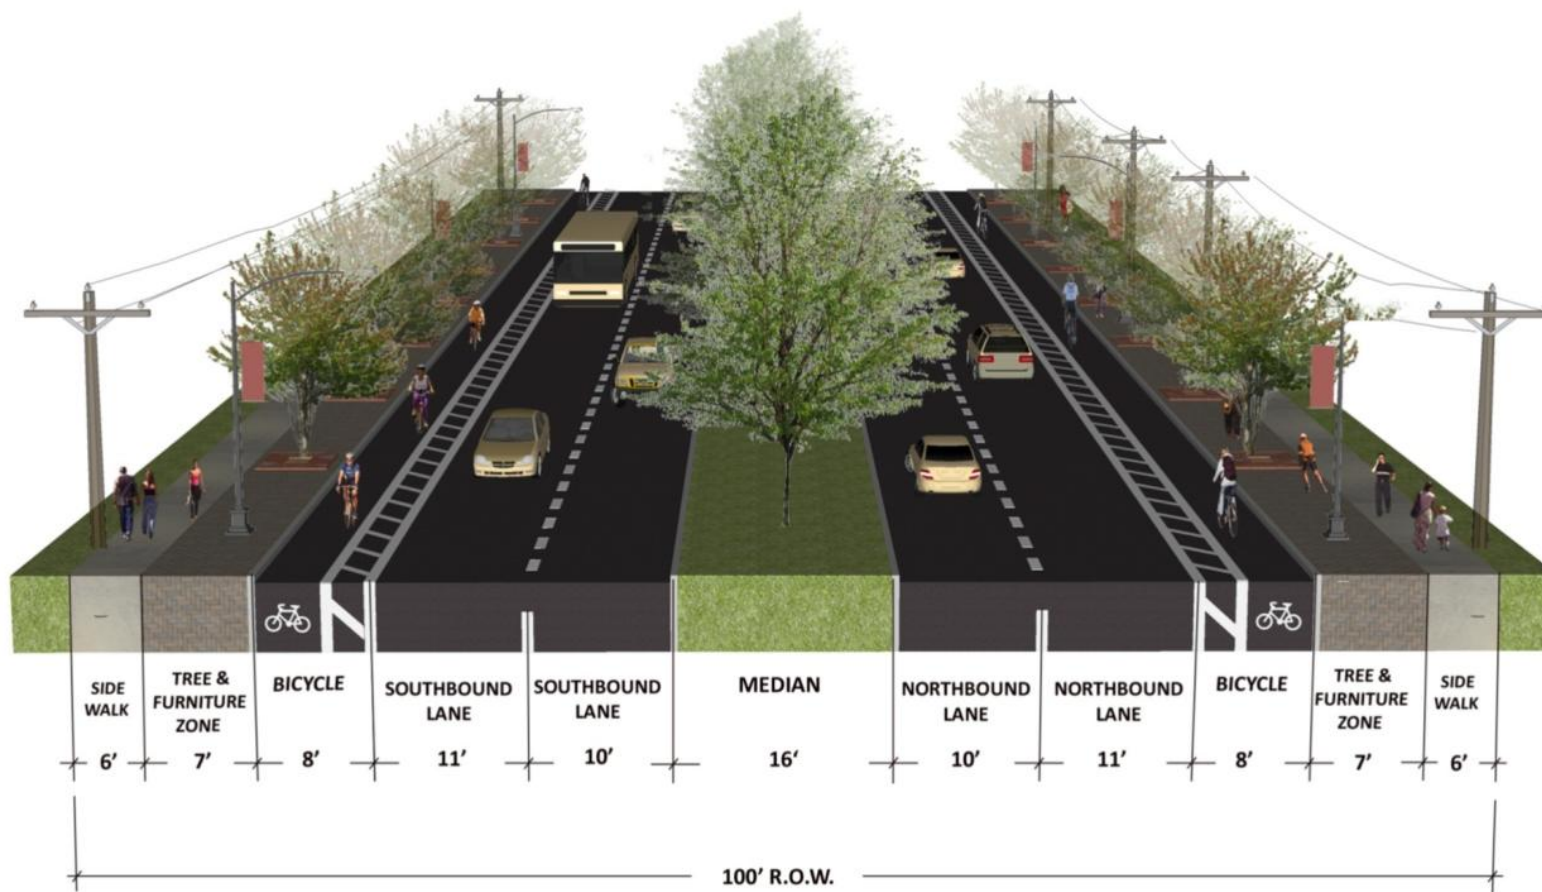 SIDE
WALK
TREE &
FURNITURE
ZONE
BICYCLE
SOUTHBOUND
LANE
SOUTHBOUND
LANE
MEDIAN
NORTHBOUND
LANE
NORTHBOUND
LANE
BICYCLE
TREE &
FURNITURE
ZONE
SIDE
WALK
6’
7’
8’
11’
10’
16‘
10’
11’
8’
7’
6’
100’ R.O.W.